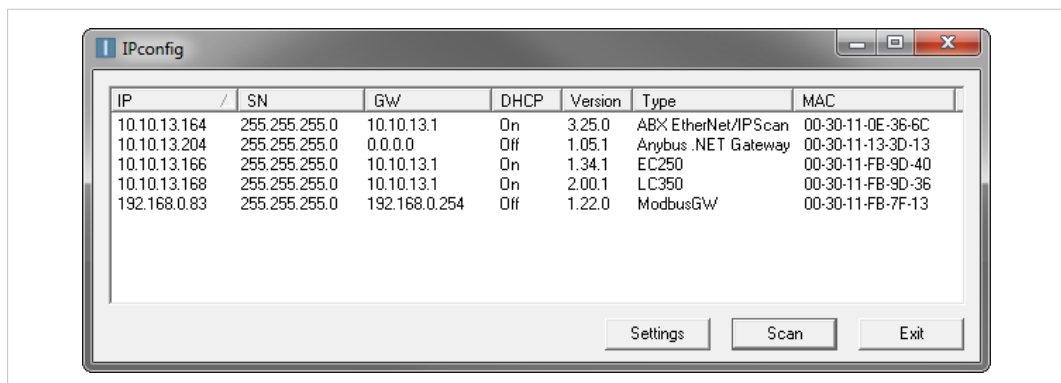 IPconfig
IP / SN GW DHCP Version Type MAC
10.10.13.164 255.255.255.0 10.10.13.1 On 3.25.0 ABX EtherNet/IPScan 00-30-11-0E-36-6C
10.10.13.204 255.255.255.0 0.0.0.0 Off 1.05.1 Anybus .NET Gateway 00-30-11-13-3D-13
10.10.13.166 255.255.255.0 10.10.13.1 On 1.34.1 EC250 00-30-11-FB-9D-40
10.10.13.168 255.255.255.0 10.10.13.1 On 2.00.1 LC350 00-30-11-FB-9D-36
192.168.0.83 255.255.255.0 192.168.0.254 Off 1.22.0 ModbusGW 00-30-11-FB-7F-13
Settings Scan Exit